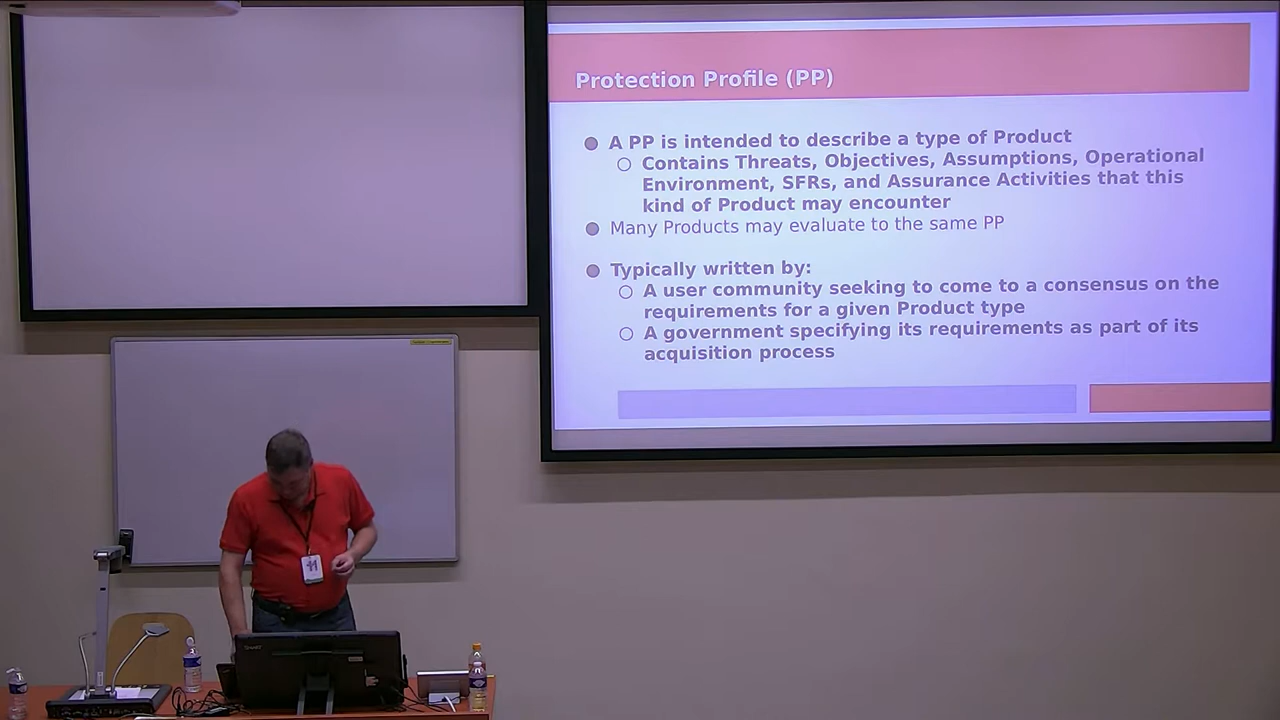 Protection Profile (PP)
A PP is intended to describe a type of Product
Contains Threats, Objectives, Assumptions, Operational
Environment, SFRs, and Assurance Activities that this
kind of Product may encounter
Many Products may evaluate to the same PP
Typically written by:
A user community seeking to come to a consensus on the
requirements for a given Product type
A government specifying its requirements as part of its
acquisition process